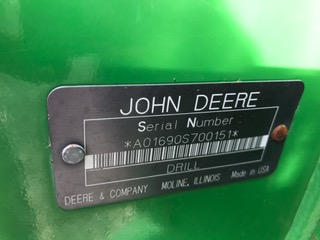 JOHN DEERE
Serial Number
*A01690S700151*
DRILL
DEERE & COMPANY MOLINE, ILLINOIS Made in USA